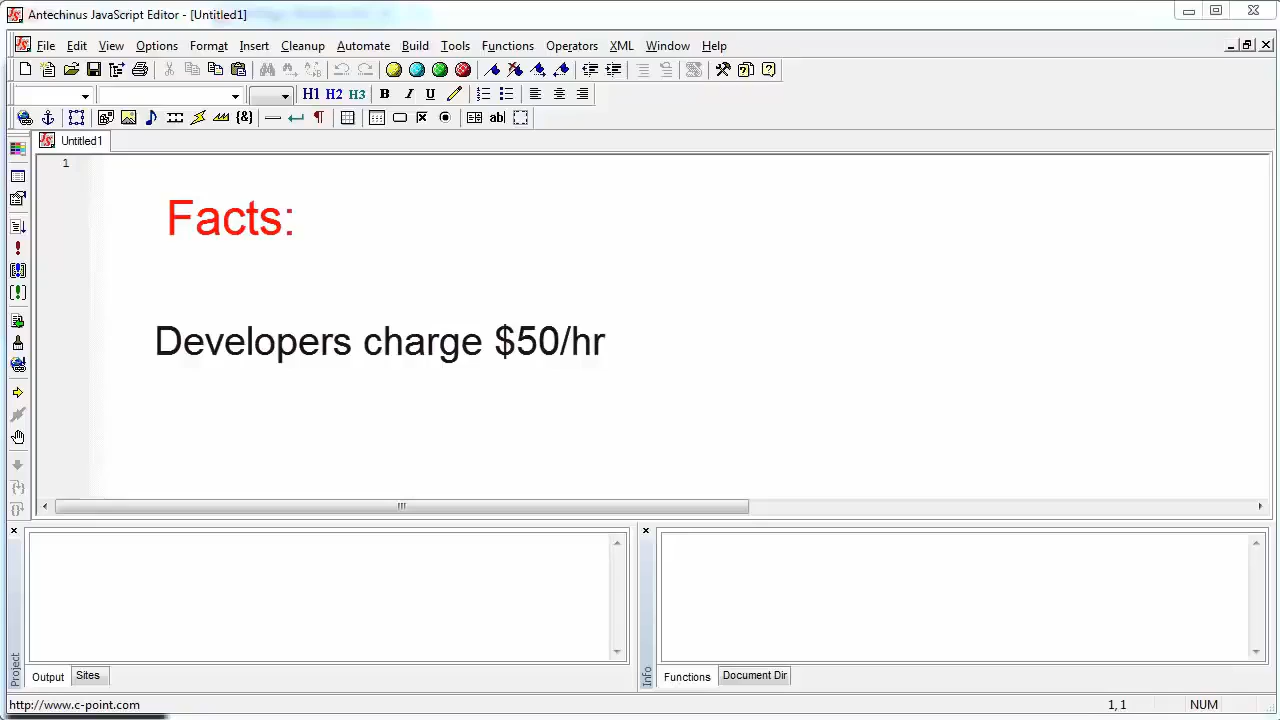 Antechinus JavaScript Editor - [Untitled1]
File Edit View Options Format Insert Cleanup Automate Build Tools Functions Operators XML Window Help
H1 H2 H3 B I U
{&} ab|
Untitled1
1
Facts:
Developers charge $50/hr
Project
Info
Output Sites
Functions Document Dir
http://www.c-point.com 1,1 NUM